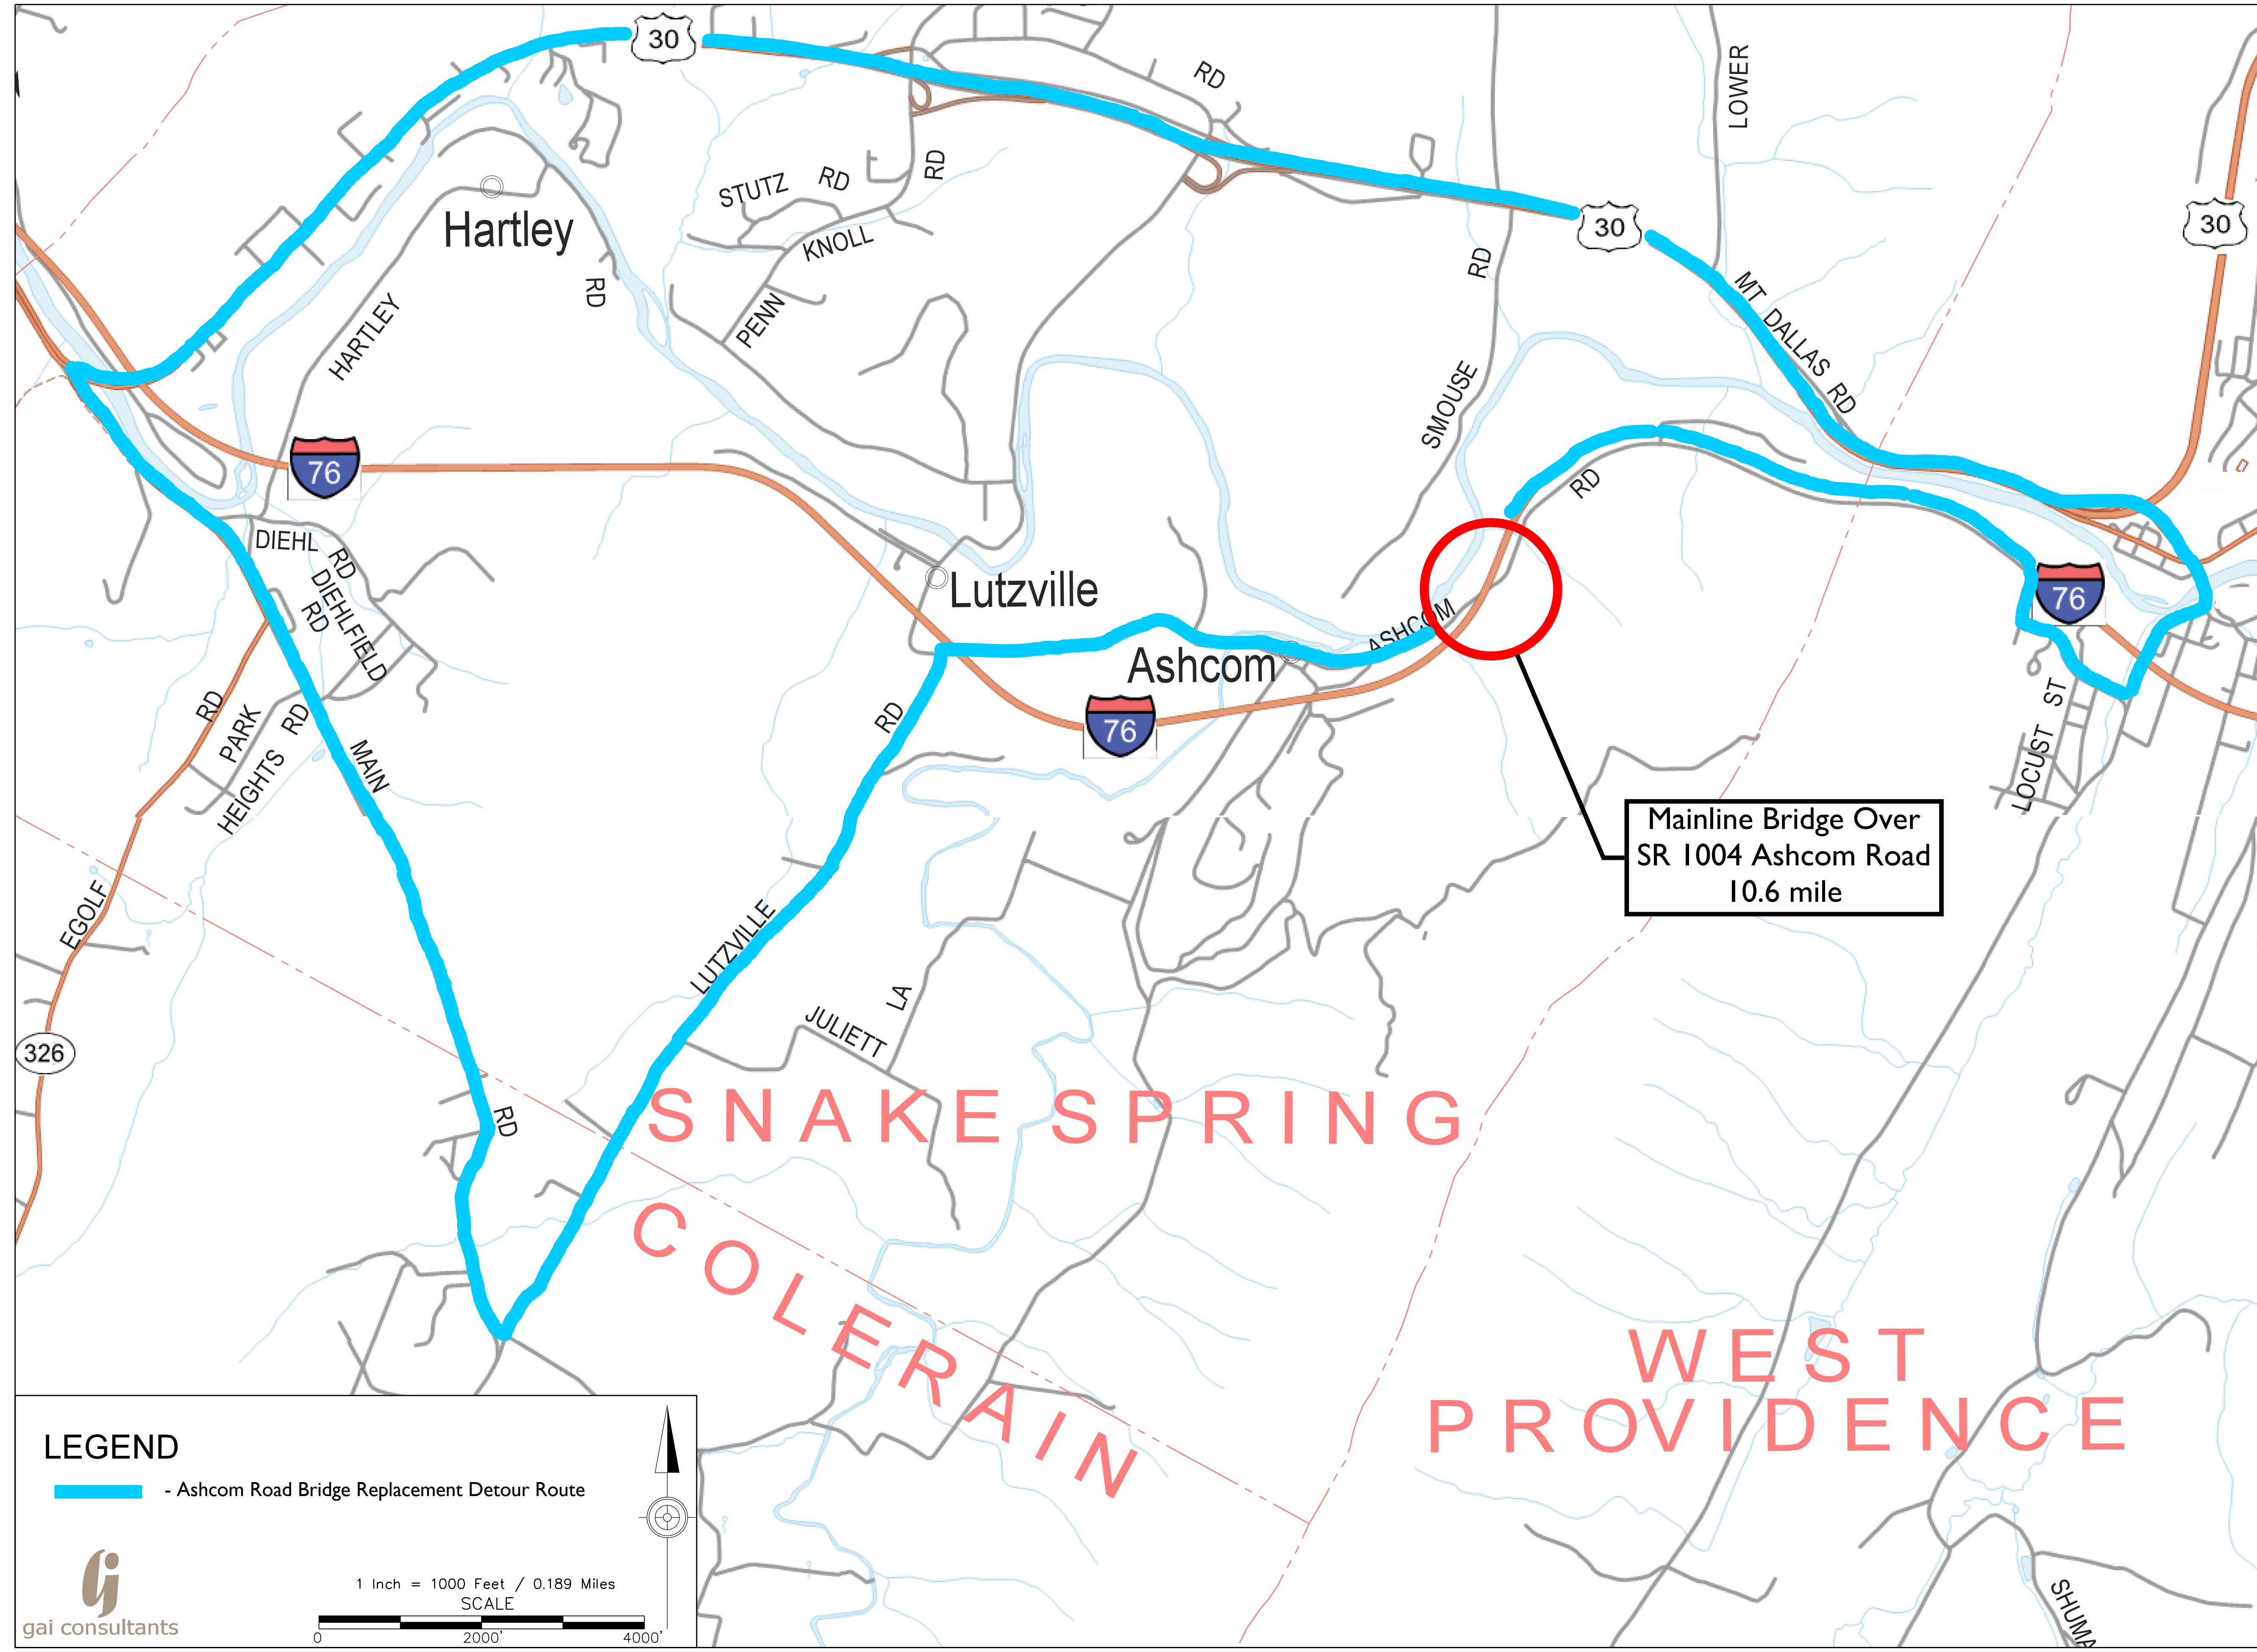 30
RD
LOWER
30
30
STUTZ RD
RD
KNOLL
PENN
Hartley
RD
HARTLEY
RD
SMOUSE
MT DALLAS RD
76
DIEHL RD
DIEHLFIELD
RD
Lutzville
RD
ASHCOM
Ashcom
76
76
RD
PARK
HEIGHTS RD
MAIN
RD
LOCUST ST
Mainline Bridge Over
SR 1004 Ashcom Road
10.6 mile
EGOLF
LUTZVILLE
JULIETT LA
326
RD
SNAKE SPRING
COLERAIN
WEST
PROVIDENCE
SHUMA
LEGEND
- Ashcom Road Bridge Replacement Detour Route
1 Inch = 1000 Feet / 0.189 Miles
SCALE
0 2000' 4000'
gai consultants